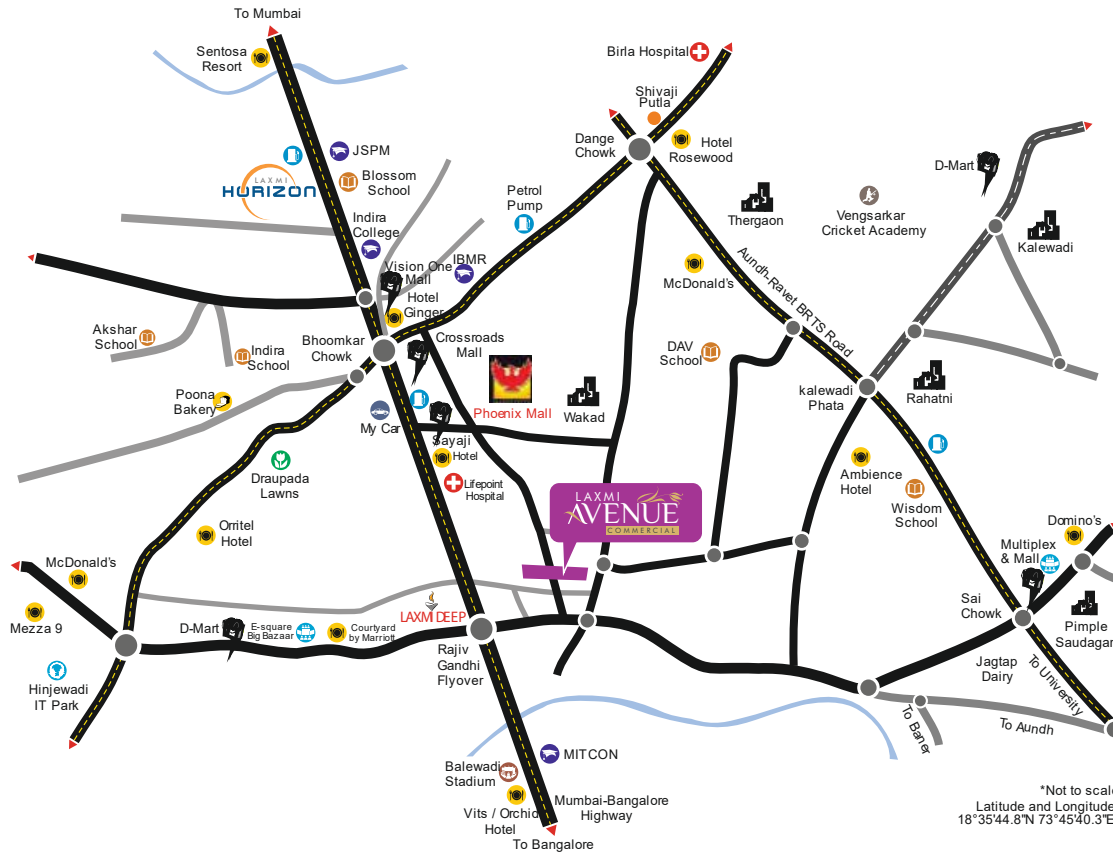 To Mumbai
Sentosa
Resort
Birla Hospital
Shivaji
Putla
Dange
Chowk
Hotel
Rosewood
JSPM
LAXMI
HORIZON
Blossom
School
D-Mart
Petrol
Pump
Thergaon
Vengsarkar
Cricket Academy
Kalewadi
Indira
College
Vision One
Mall
IBMR
Hotel
Ginger
McDonald's
Aundh-Ravet BRTS Road
Akshar
School
Indira
School
Bhoomkar
Chowk
Crossroads
Mall
DAV
School
Poona
Bakery
Phoenix Mall
Wakad
kalewadi
Phata
Rahatni
My Car
Sayaji
Hotel
Draupada
Lawns
Lifepoint
Hospital
Ambience
Hotel
Wisdom
School
LAXMI
AVENUE
COMMERCIAL
Orritel
Hotel
Domino's
McDonald's
Multiplex
& Mall
Mezza 9
LAXMIDEEP
Sai
Chowk
D-Mart
E-square
Big Bazaar
Courtyard
by Marriott
Pimple
Saudagar
Rajiv
Gandhi
Flyover
Jagtap
Dairy
To University
Hinjewadi
IT Park
To Baner
To Aundh
MITCON
Balewadi
Stadium
Vits / Orchid
Hotel
Mumbai-Bangalore
Highway
To Bangalore
*Not to scale
Latitude and Longitude
18°35'44.8"N 73°45'40.3"E